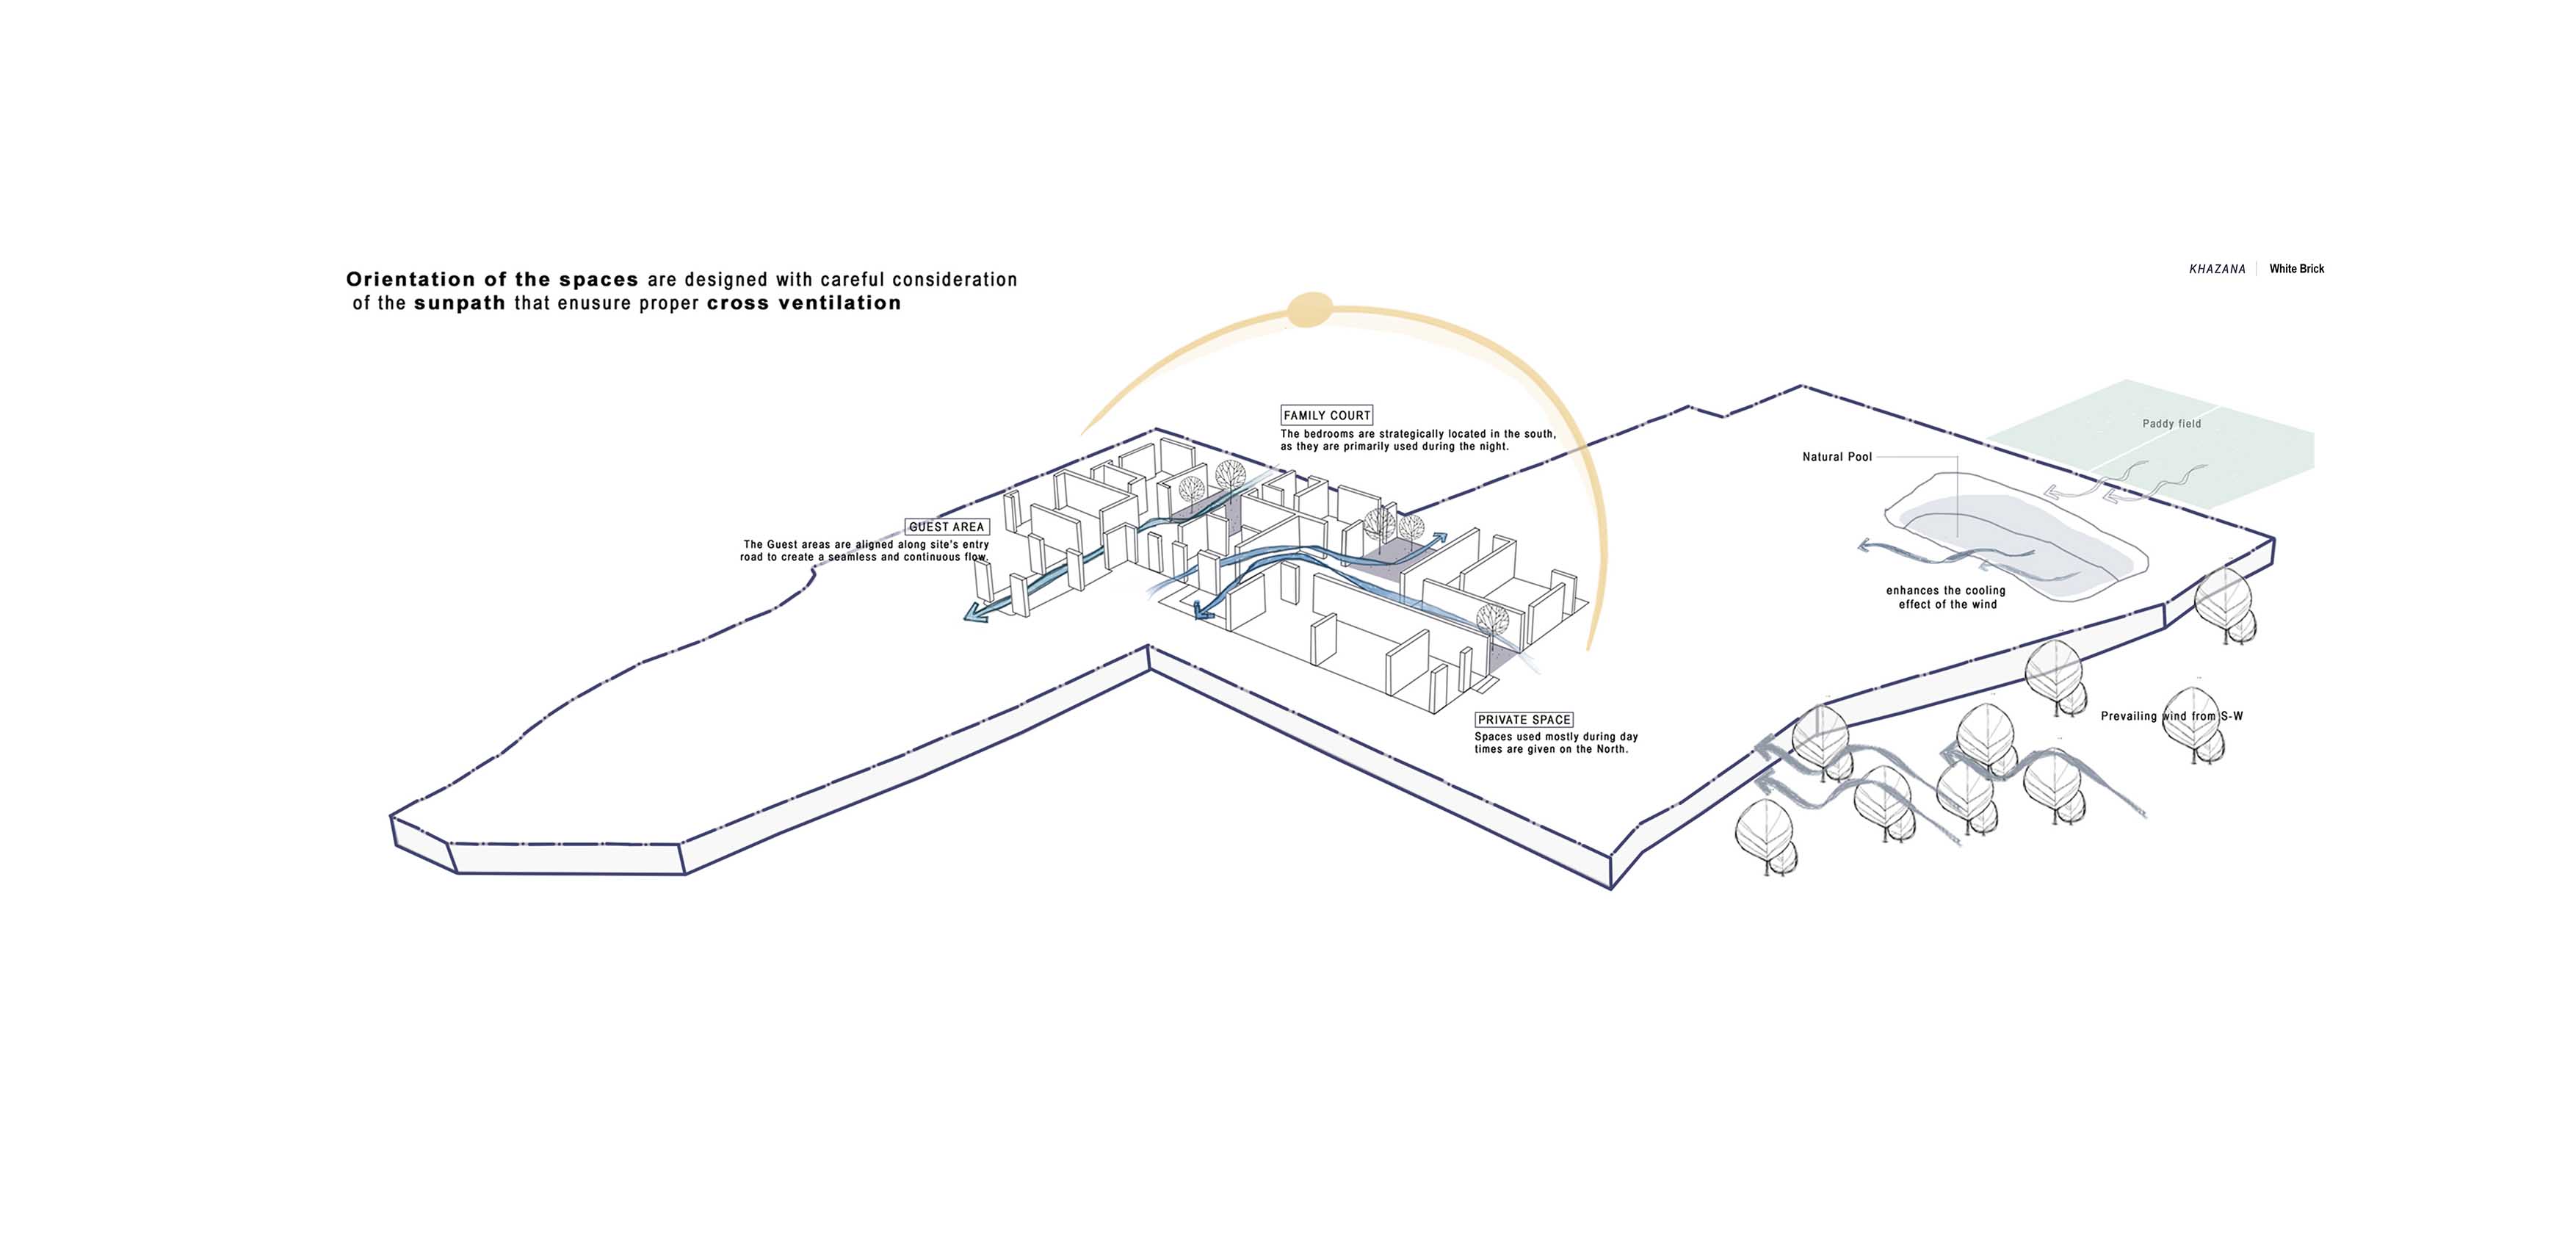 Orientation of the spaces are designed with careful consideration
of the sunpath that enusure proper cross ventilation
KHAZANA | White Brick
FAMILY COURT
The bedrooms are strategically located in the south,
as they are primarily used during the night.
Paddy field
Natural Pool
GUEST AREA
The Guest areas are aligned along site's entry
road to create a seamless and continuous flow.
enhances the cooling
effect of the wind
PRIVATE SPACE
Spaces used mostly during day
times are given on the North.
Prevailing wind from S-W